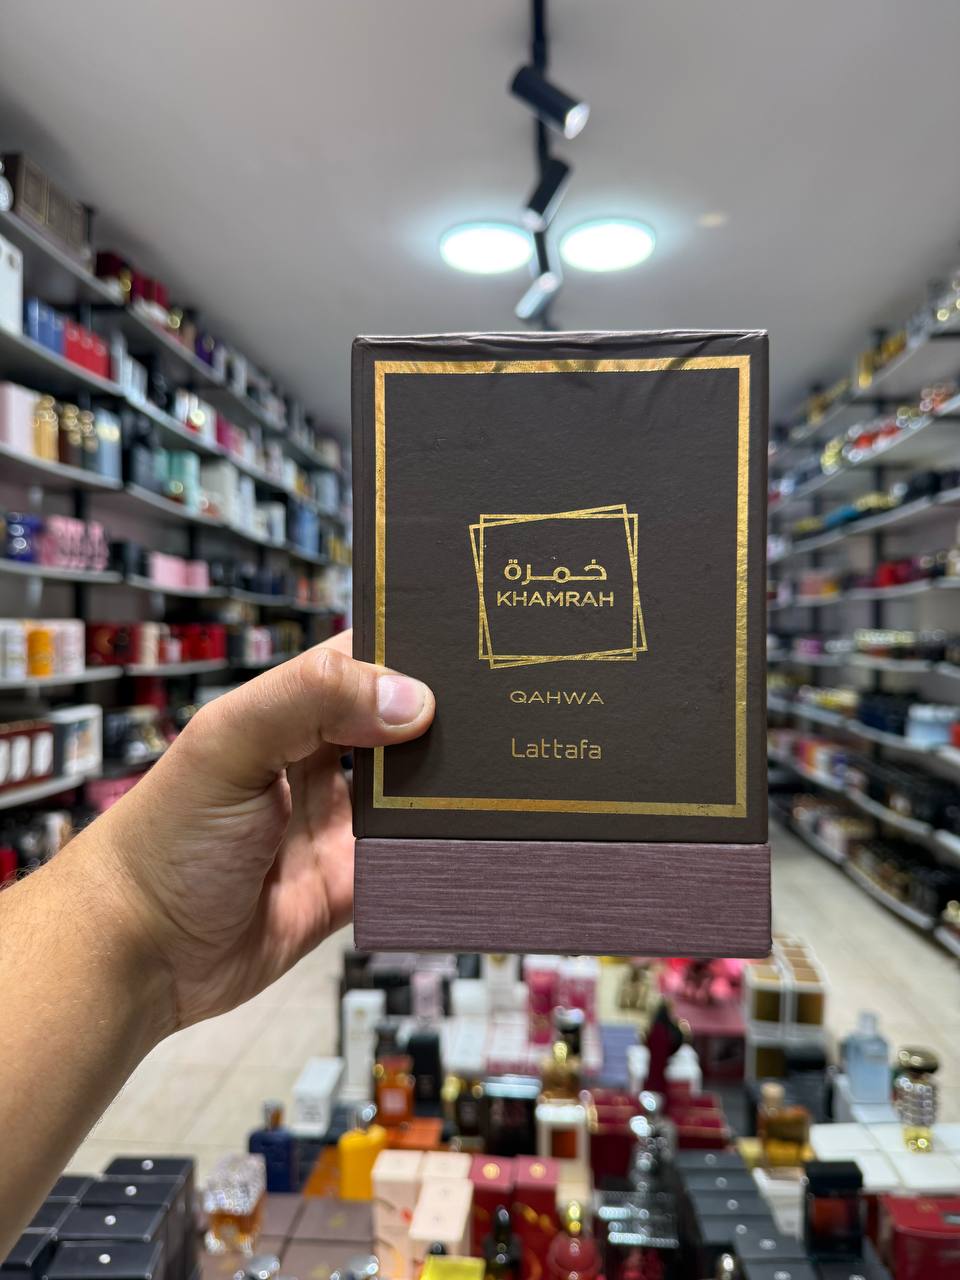 خمرة
KHAMRAH
QAHWA
Lattafa